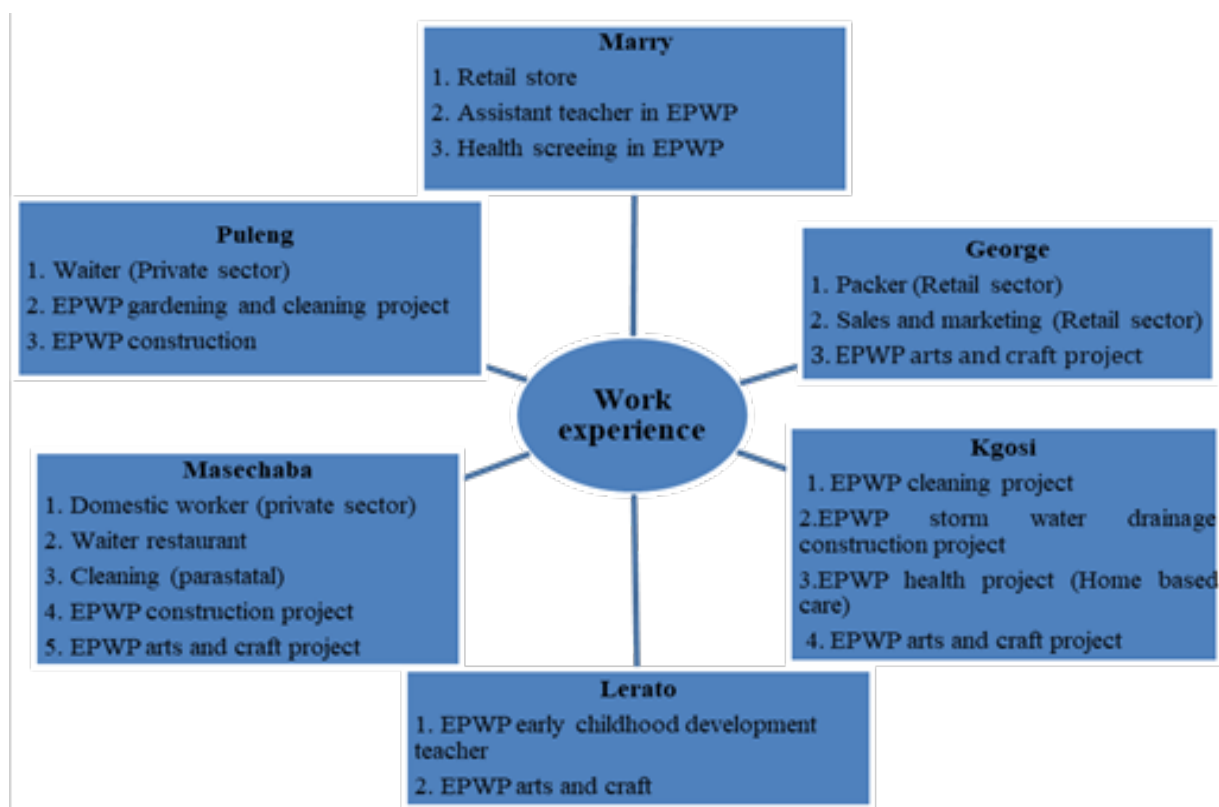 Marry
1. Retail store
2. Assistant teacher in EPWP
3. Health screeing in EPWP
Puleng
1. Waiter (Private sector)
2. EPWP gardening and cleaning project
3. EPWP construction
George
1. Packer (Retail sector)
2. Sales and marketing (Retail sector)
3. EPWP arts and craft project
Work
experience
Masechaba
1. Domestic worker (private sector)
2. Waiter restaurant
3. Cleaning (parastatal)
4. EPWP construction project
5. EPWP arts and craft project
Kgosi
1. EPWP cleaning project
2.EPWP storm water drainage
construction project
3.EPWP health project (Home based
care)
4. EPWP arts and craft project
Lerato
1. EPWP early childhood development
teacher
2. EPWP arts and craft